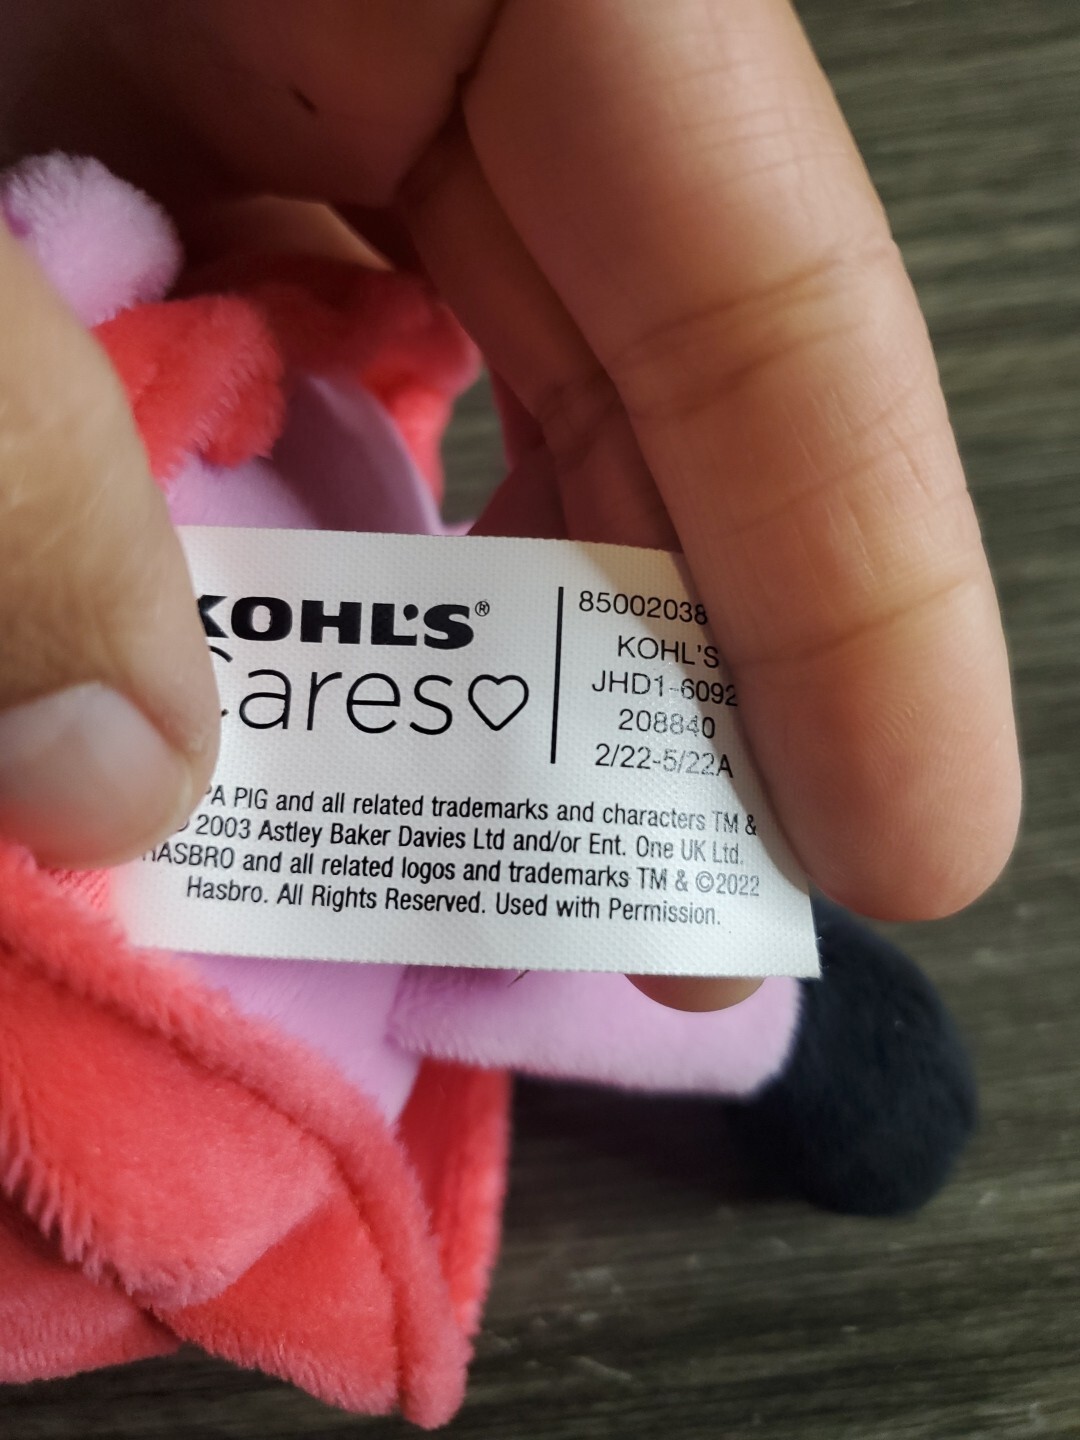 KOHL'S®
Cares
85002038
KOHL'S
JHD1-6092
208840
2/22-5/22A
PA PIG and all related trademarks and characters TM &
© 2003 Astley Baker Davies Ltd and/or Ent. One UK Ltd.
HASBRO and all related logos and trademarks TM & ©2022
Hasbro. All Rights Reserved. Used with Permission.